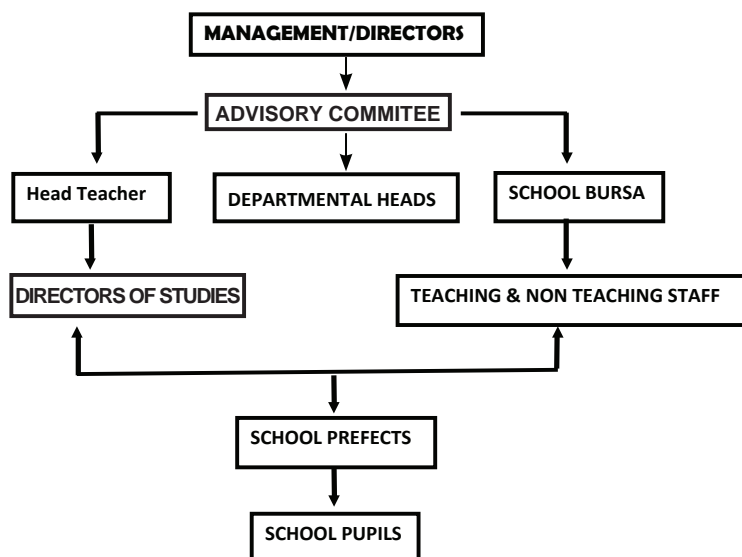 MANAGEMENT/DIRECTORS
ADVISORY COMMITEE
Head Teacher
DEPARTMENTAL HEADS
SCHOOL BURSA
DIRECTORS OF STUDIES
TEACHING & NON TEACHING STAFF
SCHOOL PREFECTS
SCHOOL PUPILS